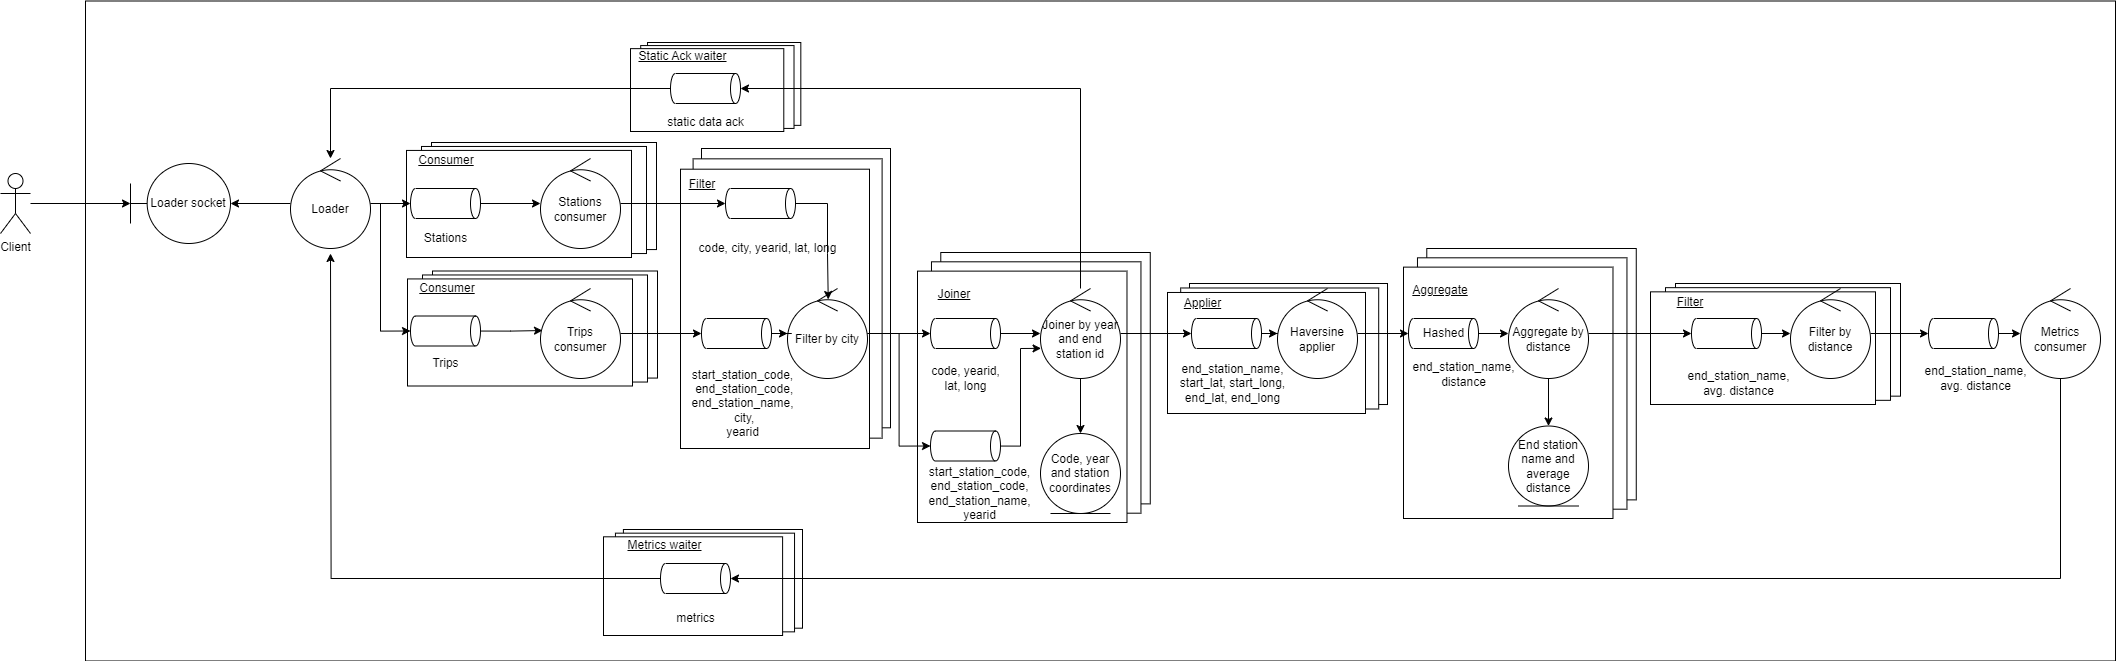 Client
Loader socket
Loader
Static Ack waiter
static data ack
Consumer
Stations
Stations
consumer
Consumer
Trips
Trips
consumer
Filter
code, city, yearid, lat, long
start_station_code,
end_station_code,
end_station_name,
city,
yearid
Filter by city
Joiner
code, yearid,
lat, long
start_station_code,
end_station_code,
end_station_name,
yearid
Joiner by year
and end
station id
Code, year
and station
coordinates
Applier
end_station_name,
start_lat, start_long,
end_lat, end_long
Haversine
applier
Aggregate
Hashed
end_station_name,
distance
Aggregate by
distance
End station
name and
average
distance
Filter
end_station_name,
avg. distance
Filter by
distance
end_station_name,
avg. distance
Metrics
consumer
Metrics waiter
metrics